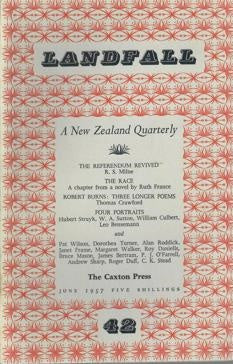 LANDFALL
A New Zealand Quarterly
THE REFERENDUM REVIVED
R. S. Milne
THE RACE
A chapter from a novel by Ruth France
ROBERT BURNS: THREE LONGER POEMS
Thomas Crawford
FOUR PORTRAITS
Hubert Struyk, W. A. Sutton, William Culbert,
Leo Bensemann
and
Pat Wilson, Dorothea Turner, Alan Roddick,
Janet Frame, Margaret Walker, Roy Daniells,
Bruce Mason, James Bertram, P. J. O'Farrell,
Andrew Sharp, Roger Duff, C. K. Stead
The Caxton Press
JUNE 1957 FIVE SHILLINGS
42